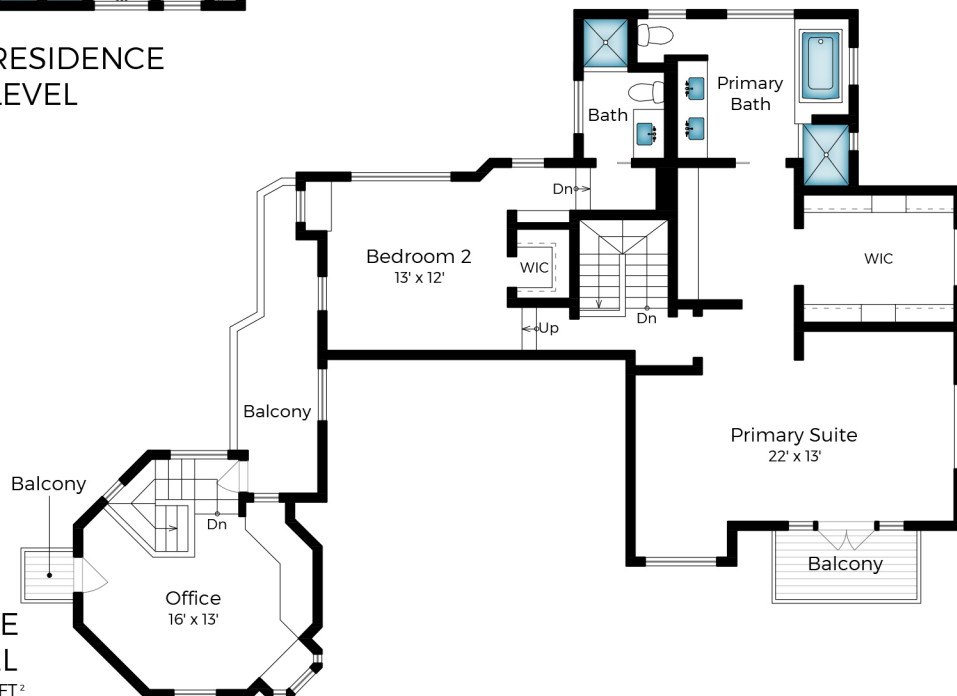 RESIDENCE
LEVEL
Primary
Bath
Bath
Dn
Bedroom 2
13' x 12'
WIC
WIC
Dn
Up
Balcony
Primary Suite
22' x 13'
Balcony
Dn
Balcony
Office
16' x 13'
E
L
FT²